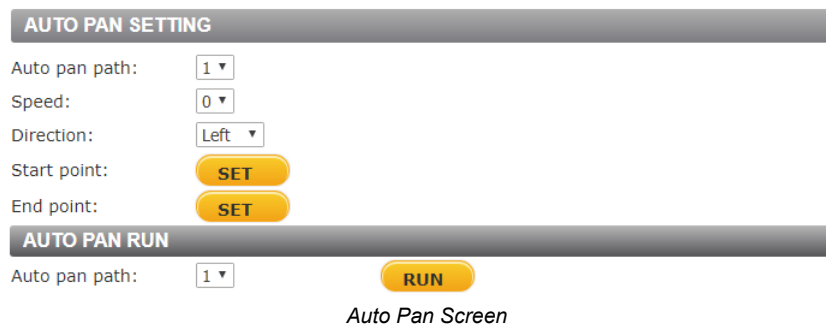 AUTO PAN SETTING
Auto pan path: 1
Speed: 0
Direction: Left
Start point: SET
End point: SET
AUTO PAN RUN
Auto pan path: 1 RUN
Auto Pan Screen